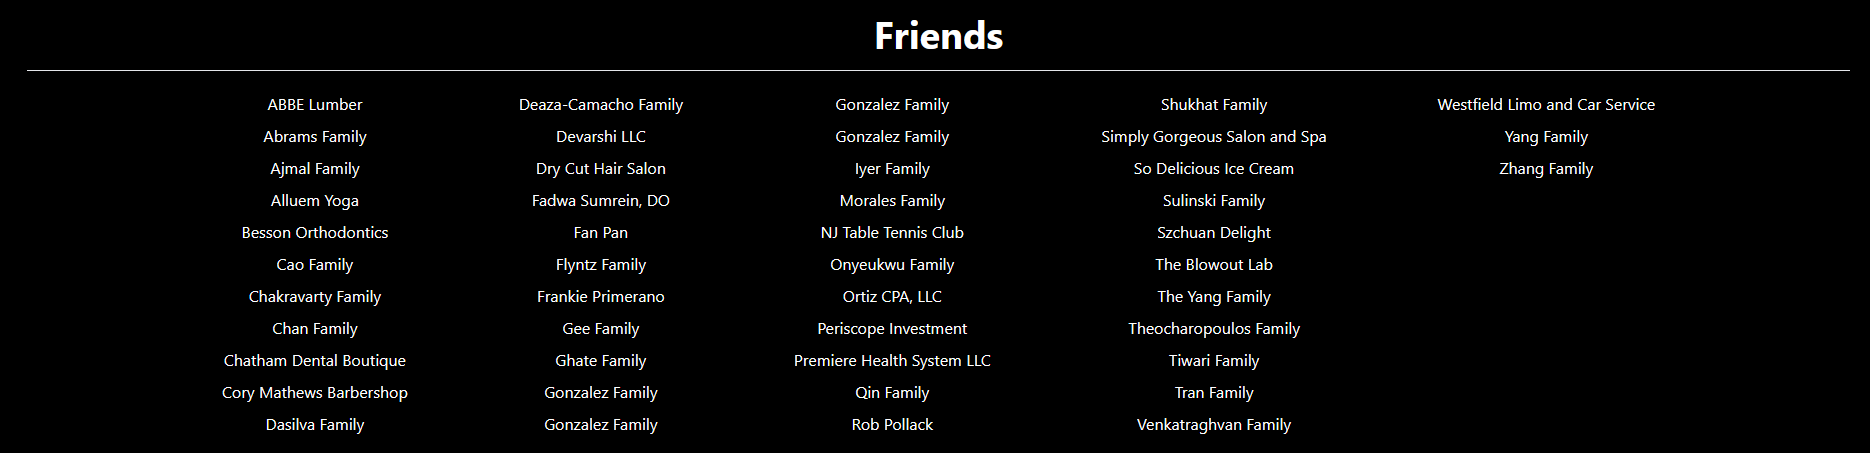 Friends
ABBE Lumber
Abrams Family
Ajmal Family
Alluem Yoga
Besson Orthodontics
Cao Family
Chakravarty Family
Chan Family
Chatham Dental Boutique
Cory Mathews Barbershop
Dasilva Family
Deaza-Camacho Family
Devarshi LLC
Dry Cut Hair Salon
Fadwa Sumrein, DO
Fan Pan
Flyntz Family
Frankie Primerano
Gee Family
Ghate Family
Gonzalez Family
Gonzalez Family
Gonzalez Family
Gonzalez Family
Iyer Family
Morales Family
NJ Table Tennis Club
Onyeukwu Family
Ortiz CPA, LLC
Periscope Investment
Premiere Health System LLC
Qin Family
Rob Pollack
Shukhat Family
Simply Gorgeous Salon and Spa
So Delicious Ice Cream
Sulinski Family
Szchuan Delight
The Blowout Lab
The Yang Family
Theocharopoulos Family
Tiwari Family
Tran Family
Venkatraghvan Family
Westfield Limo and Car Service
Yang Family
Zhang Family